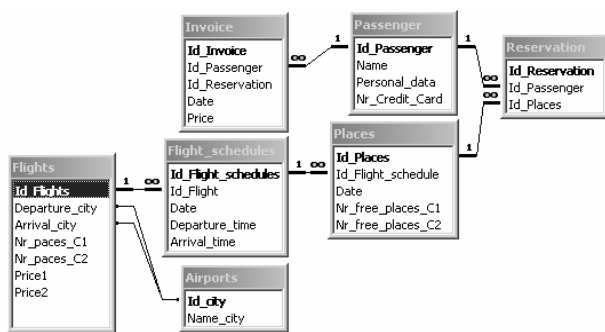 Invoice
Id_Invoice
Id_Passenger
Id_Reservation
Date
Price
1
∞
Passenger
Id_Passenger
Name
Personal_data
Nr_Credit_Card
1
∞
∞
Reservation
Id_Reservation
Id_Passenger
Id_Places
Flights
Id_Flights
Departure_city
Arrival_city
Nr_paces_C1
Nr_paces_C2
Price1
Price2
1
∞
Flight_schedules
Id_Flight_schedules
Id_Flight
Date
Departure_time
Arrival_time
1
∞
Places
Id_Places
Id_Flight_schedule
Date
Nr_free_places_C1
Nr_free_places_C2
1
Airports
Id_city
Name_city